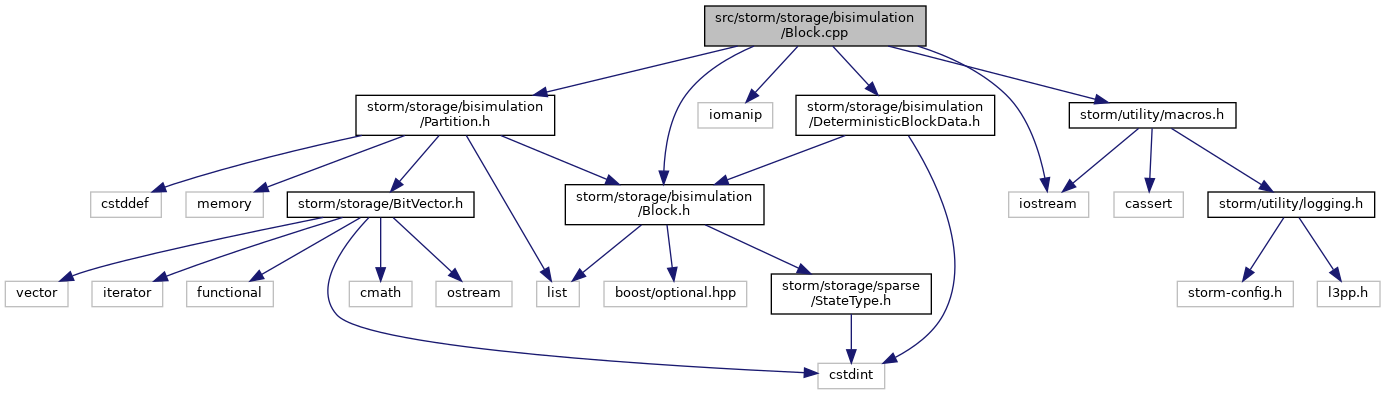 src/storm/storage/bisimulation
/Block.cpp
storm/storage/bisimulation
/Partition.h
iomanip
storm/storage/bisimulation
/DeterministicBlockData.h
storm/utility/macros.h
cstddef
memory
storm/storage/BitVector.h
storm/storage/bisimulation
/Block.h
iostream
cassert
storm/utility/logging.h
vector
iterator
functional
cmath
ostream
list
boost/optional.hpp
storm/storage/sparse
/StateType.h
storm-config.h
l3pp.h
cstdint